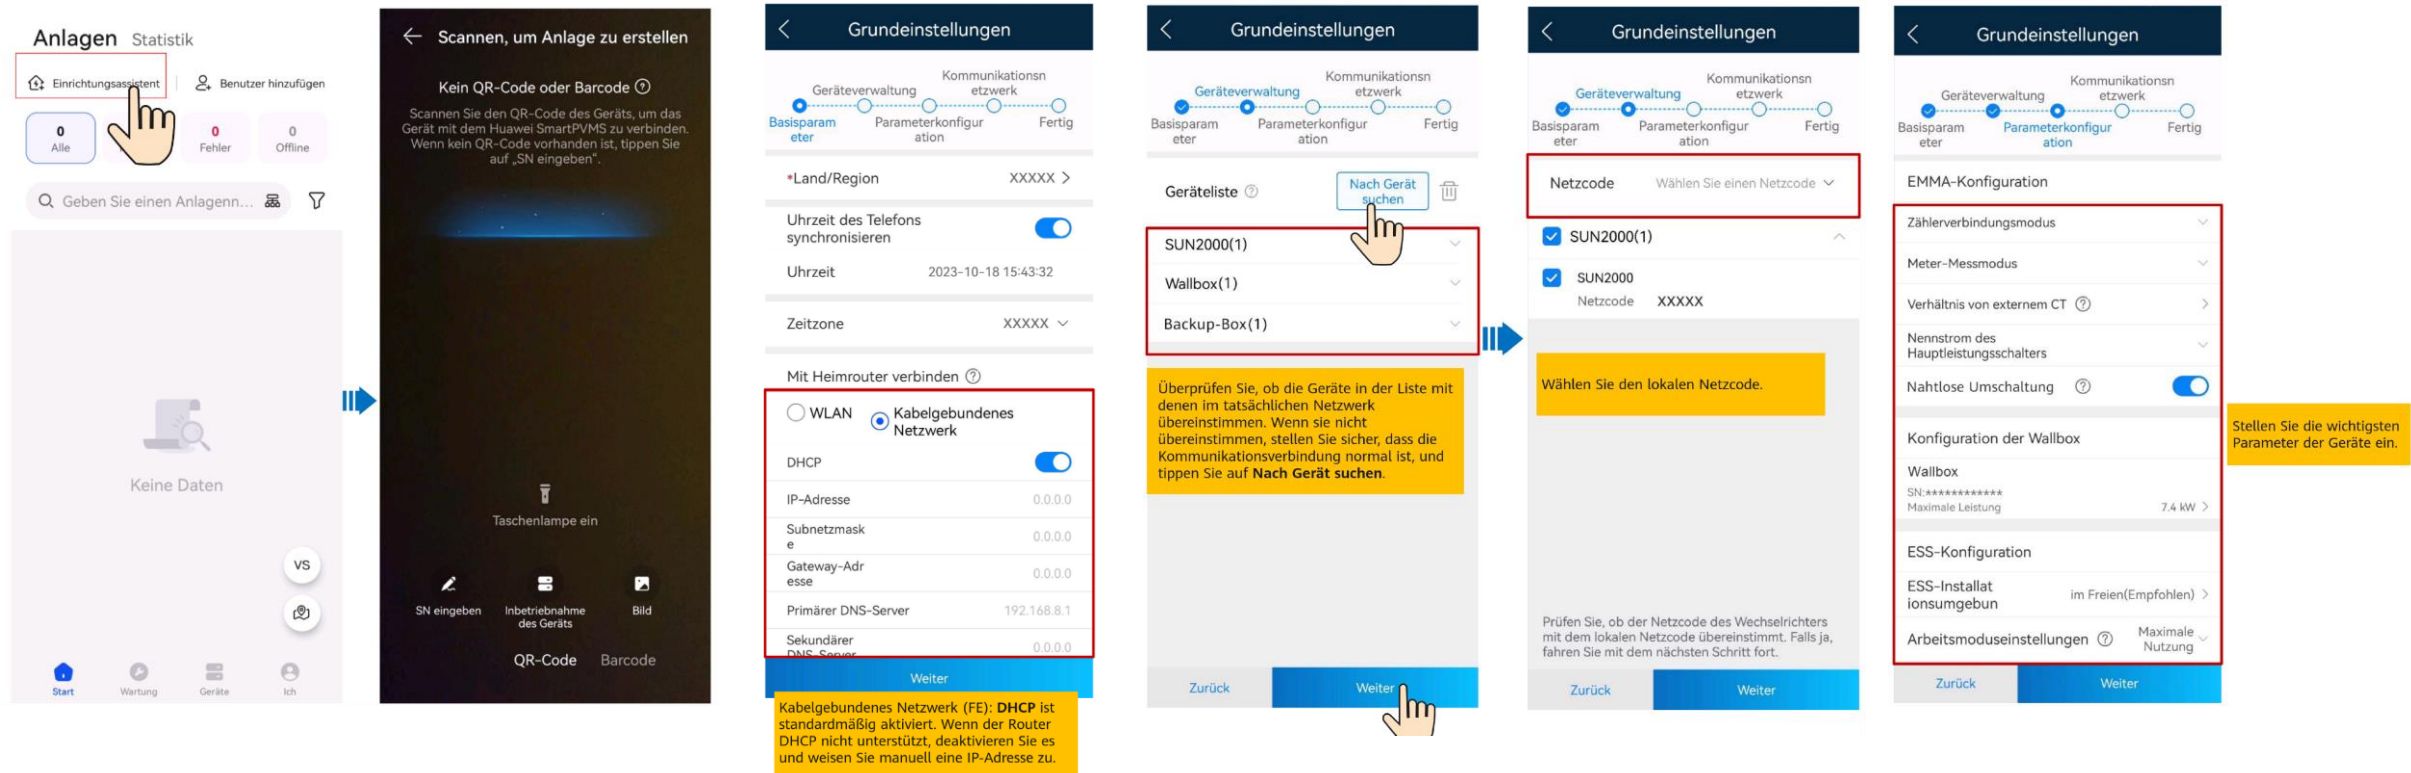 Anlagen Statistik
Einrichtungsassistent
Benutzer hinzufügen
0
Alle
0
Fehler
0
Offline
Geben Sie einen Anlagenn...
Keine Daten
VS
Start
Wartung
Geräte
Ich
Scannen, um Anlage zu erstellen
Kein QR-Code oder Barcode ?
Scannen Sie den QR-Code des Geräts, um das
Gerät mit dem Huawei SmartPVMS zu verbinden.
Wenn kein QR-Code vorhanden ist, tippen Sie
auf „SN eingeben“.
Taschenlampe ein
SN eingeben
Inbetriebnahme
des Geräts
Bild
QR-Code Barcode
Grundeinstellungen
Geräteverwaltung
Kommunikationsn
etzwerk
Basisparam
eter
Parameterkonfigur
ation
Fertig
*Land/Region XXXXX >
Uhrzeit des Telefons
synchronisieren
Uhrzeit 2023-10-18 15:43:32
Zeitzone XXXXX
Mit Heimrouter verbinden ?
WLAN
Kabelgebundenes
Netzwerk
DHCP
IP-Adresse 0.0.0.0
Subnetzmask
e
0.0.0.0
Gateway-Adr
esse
0.0.0.0
Primärer DNS-Server 192.168.8.1
Sekundärer
DNS-Server
0.0.0.0
Weiter
Kabelgebundenes Netzwerk (FE): DHCP ist
standardmäßig aktiviert. Wenn der Router
DHCP nicht unterstützt, deaktivieren Sie es
und weisen Sie manuell eine IP-Adresse zu.
Grundeinstellungen
Geräteverwaltung
Kommunikationsn
etzwerk
Basisparam
eter
Parameterkonfigur
ation
Fertig
Geräteliste ?
Nach Gerät
suchen
SUN2000(1)
Wallbox(1)
Backup-Box(1)
Überprüfen Sie, ob die Geräte in der Liste mit
denen im tatsächlichen Netzwerk
übereinstimmen. Wenn sie nicht
übereinstimmen, stellen Sie sicher, dass die
Kommunikationsverbindung normal ist, und
tippen Sie auf Nach Gerät suchen.
Zurück
Weiter
Grundeinstellungen
Geräteverwaltung
Kommunikationsn
etzwerk
Basisparam
eter
Parameterkonfigur
ation
Fertig
Netzcode Wählen Sie einen Netzcode
SUN2000(1)
SUN2000
Netzcode XXXXX
Wählen Sie den lokalen Netzcode.
Prüfen Sie, ob der Netzcode des Wechselrichters
mit dem lokalen Netzcode übereinstimmt. Falls ja,
fahren Sie mit dem nächsten Schritt fort.
Zurück
Weiter
Grundeinstellungen
Geräteverwaltung
Kommunikationsn
etzwerk
Basisparam
eter
Parameterkonfigur
ation
Fertig
EMMA-Konfiguration
Zählerverbindungsmodus
Meter-Messmodus
Verhältnis von externem CT ? >
Nennstrom des
Hauptleistungsschalters
Nahtlose Umschaltung ?
Konfiguration der Wallbox
Wallbox
SN:************
Maximale Leistung 7.4 kW >
ESS-Konfiguration
ESS-Installat
ionsumgebun
im Freien(Empfohlen) >
Arbeitsmoduseinstellungen ?
Maximale
Nutzung
Zurück
Weiter
Stellen Sie die wichtigsten
Parameter der Geräte ein.